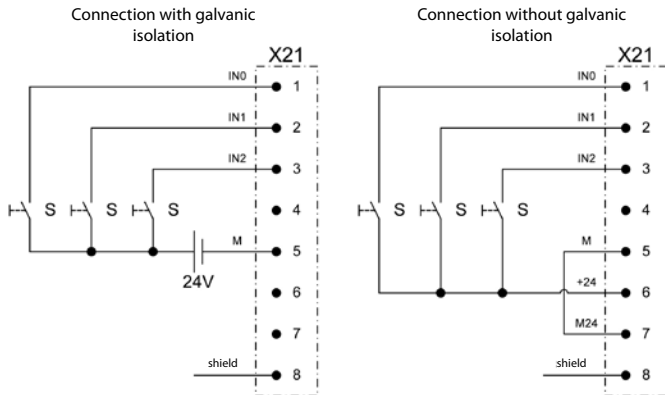 Connection with galvanic
isolation
X21
IN0
1
IN1
2
IN2
3
S
S
S
4
M
5
24V
6
7
shield
8
Connection without galvanic
isolation
X21
IN0
1
IN1
2
IN2
3
S
S
S
4
M
5
+24
6
M24
7
shield
8